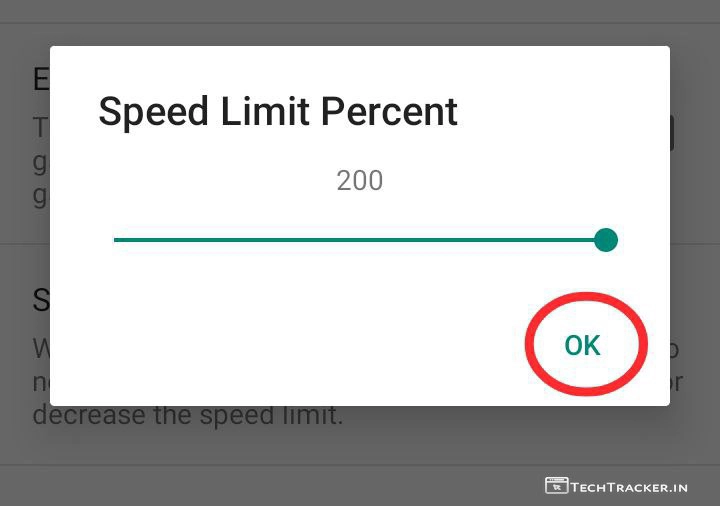 Speed Limit Percent
200
OK
decrease the speed limit.
TECHTRACKER.IN